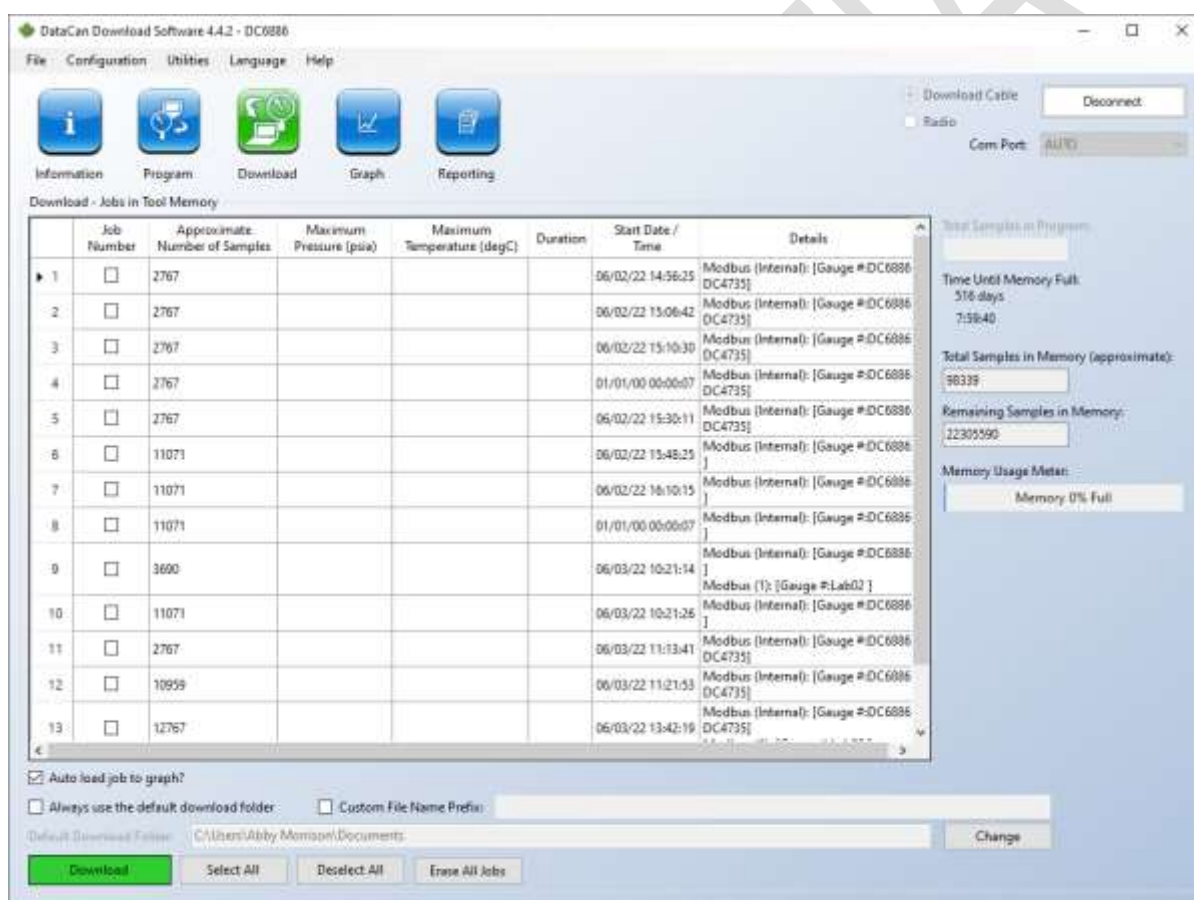 DataCan Download Software 4.4.2 - DC6886
File Configuration Utilities Language Help
Download Cable
Disconnect
Radio
Com Port: AUTO
Information Program Download Graph Reporting
Download - Jobs in Tool Memory
Job Number Approximate Number of Samples Maximum Pressure (psia) Maximum Temperature (degC) Duration Start Date / Time Details
1 2767 06/02/22 14:56:25 Modbus (Internal): [Gauge #:DC6886
DC4735]
2 2767 06/02/22 15:06:42 Modbus (Internal): [Gauge #:DC6886
DC4735]
3 2767 06/02/22 15:10:30 Modbus (Internal): [Gauge #:DC6886
DC4735]
4 2767 01/01/00 00:00:07 Modbus (Internal): [Gauge #:DC6886
DC4735]
5 2767 06/02/22 15:30:11 Modbus (Internal): [Gauge #:DC6886
DC4735]
6 11071 06/02/22 15:48:25 Modbus (Internal): [Gauge #:DC6886
]
7 11071 06/02/22 16:10:15 Modbus (Internal): [Gauge #:DC6886
]
8 11071 01/01/00 00:00:07 Modbus (Internal): [Gauge #:DC6886
]
9 3690 06/03/22 10:21:14 Modbus (Internal): [Gauge #:DC6886
]
Modbus (1): [Gauge #:Lab02 ]
10 11071 06/03/22 10:21:26 Modbus (Internal): [Gauge #:DC6886
]
11 2767 06/03/22 11:13:41 Modbus (Internal): [Gauge #:DC6886
DC4735]
12 10959 06/03/22 11:21:53 Modbus (Internal): [Gauge #:DC6886
DC4735]
13 12767 06/03/22 13:42:19 Modbus (Internal): [Gauge #:DC6886
DC4735]
Total Samples in Program:
Time Until Memory Full:
516 days
7:59:40
Total Samples in Memory (approximate):
98339
Remaining Samples in Memory:
22305590
Memory Usage Meter:
Memory 0% Full
Auto load job to graph?
Always use the default download folder Custom File Name Prefix:
Default Download Folder: C:\Users\Abby Morrison\Documents Change
Download Select All Deselect All Erase All Jobs